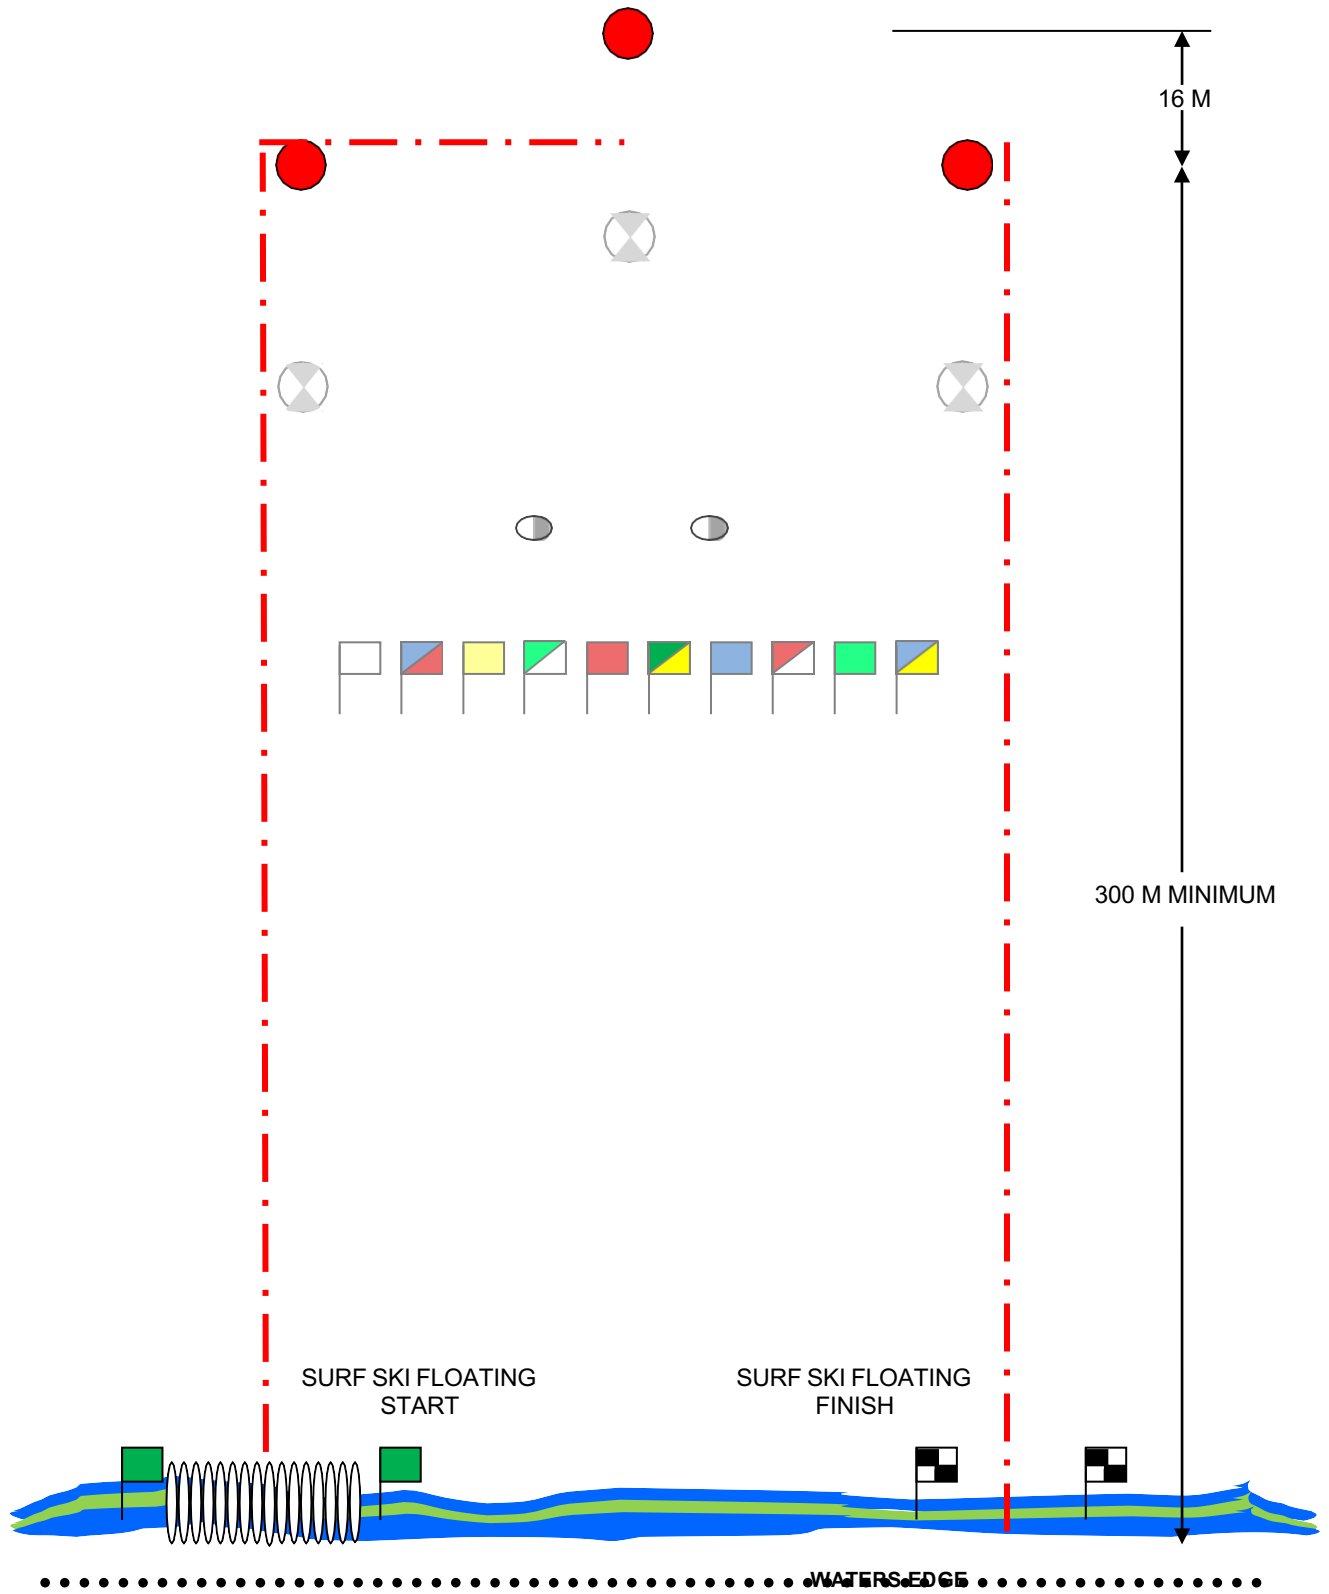 16 M
300 M MINIMUM
SURF SKI FLOATING
START
SURF SKI FLOATING
FINISH
WATERS EDGE